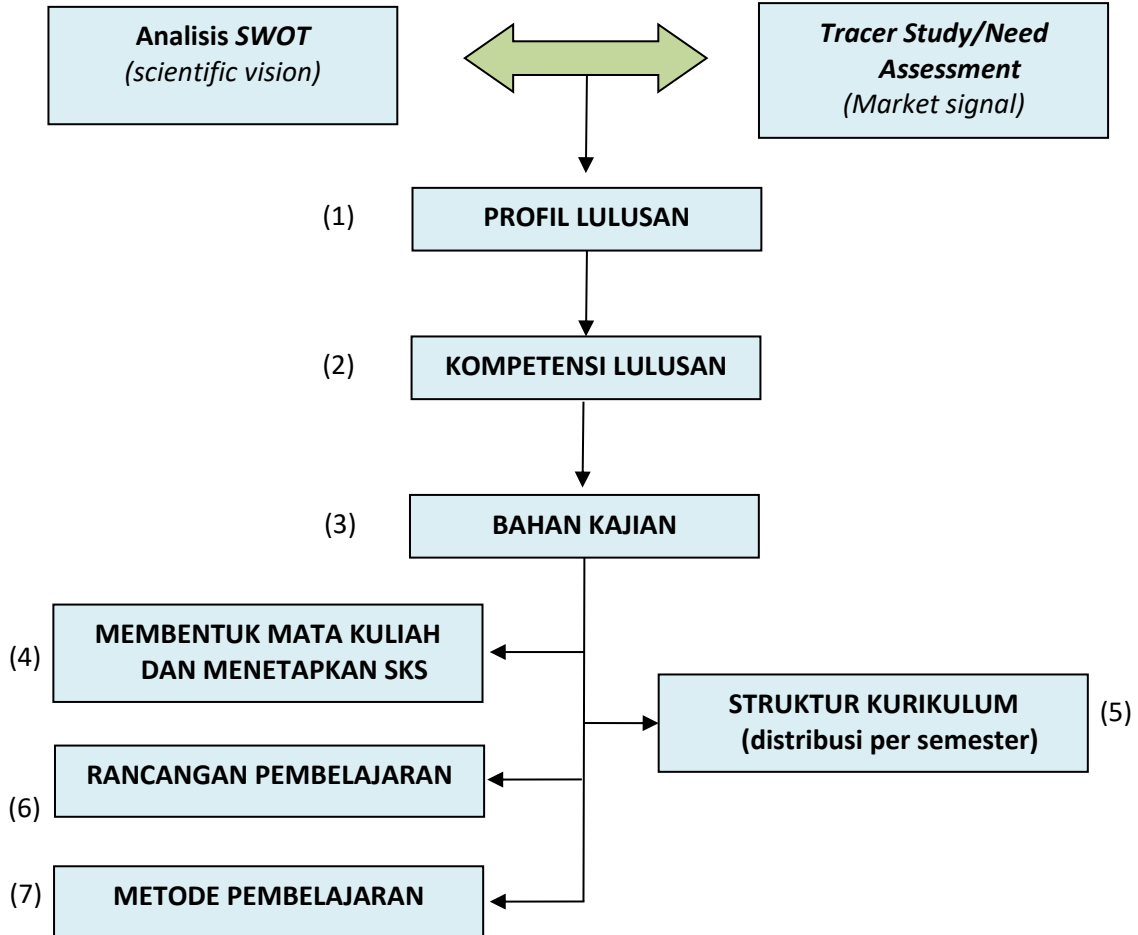 Analisis SWOT
(scientific vision)
Tracer Study/Need
Assessment
(Market signal)
(1)
PROFIL LULUSAN
(2)
KOMPETENSI LULUSAN
(3)
BAHAN KAJIAN
(4)
MEMBENTUK MATA KULIAH
DAN MENETAPKAN SKS
STRUKTUR KURIKULUM
(distribusi per semester)
(5)
RANCANGAN PEMBELAJARAN
(6)
(7)
METODE PEMBELAJARAN